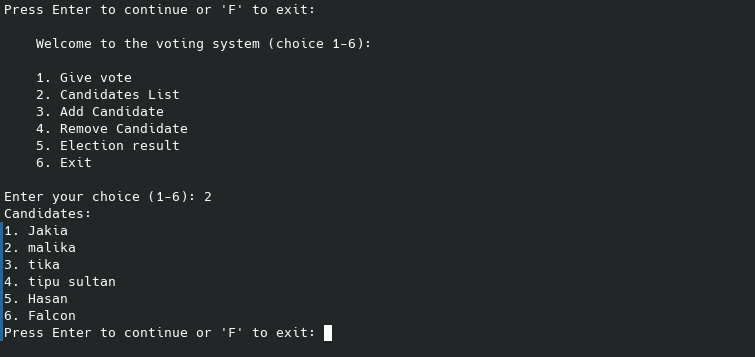 Press Enter to continue or 'F' to exit:
Welcome to the voting system (choice 1-6):
1. Give vote
2. Candidates List
3. Add Candidate
4. Remove Candidate
5. Election result
6. Exit
Enter your choice (1-6): 2
Candidates:
1. Jakia
2. malika
3. tika
4. tipu sultan
5. Hasan
6. Falcon
Press Enter to continue or 'F' to exit: